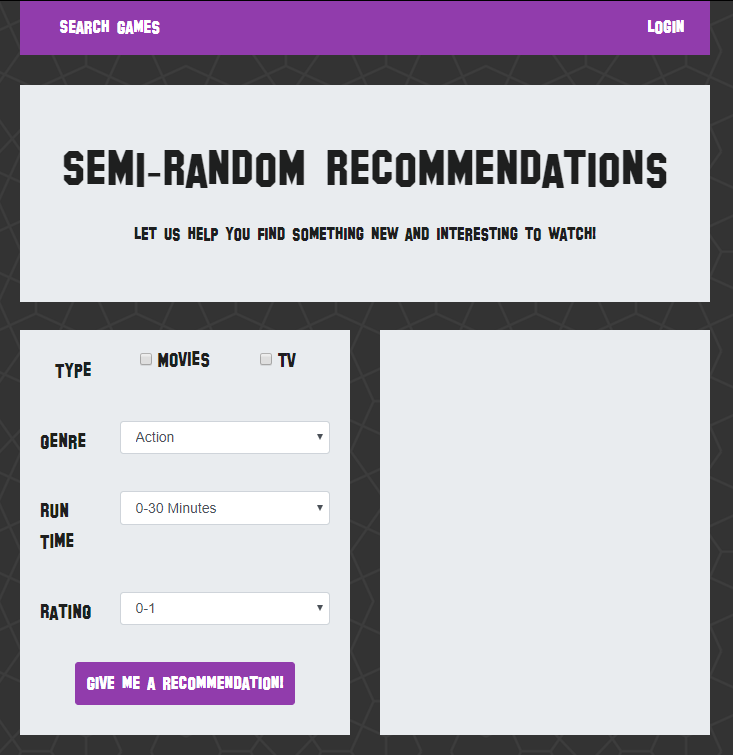 SEARCH GAMES
LOGIN
SEMI-RANDOM RECOMMENDATIONS
LET US HELP YOU FIND SOMETHING NEW AND INTERESTING TO WATCH!
TYPE
MOVIES
TV
GENRE
Action
RUN
TIME
0-30 Minutes
RATING
0-1
GIVE ME A RECOMMENDATION!